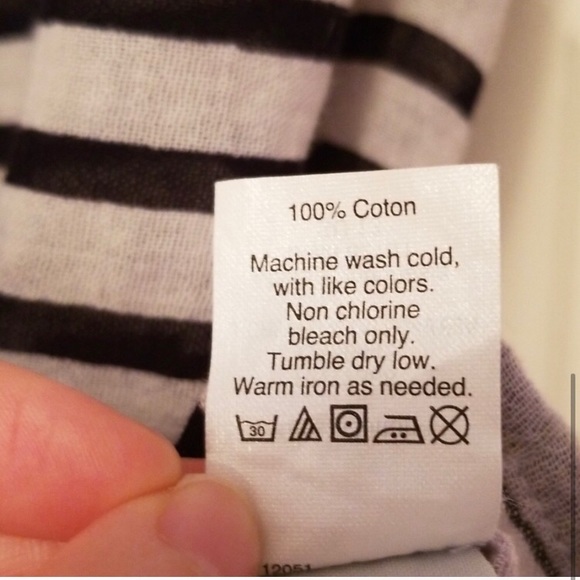 100% Coton
Machine wash cold,
with like colors.
Non chlorine
bleach only.
Tumble dry low.
Warm iron as needed.
30
12051